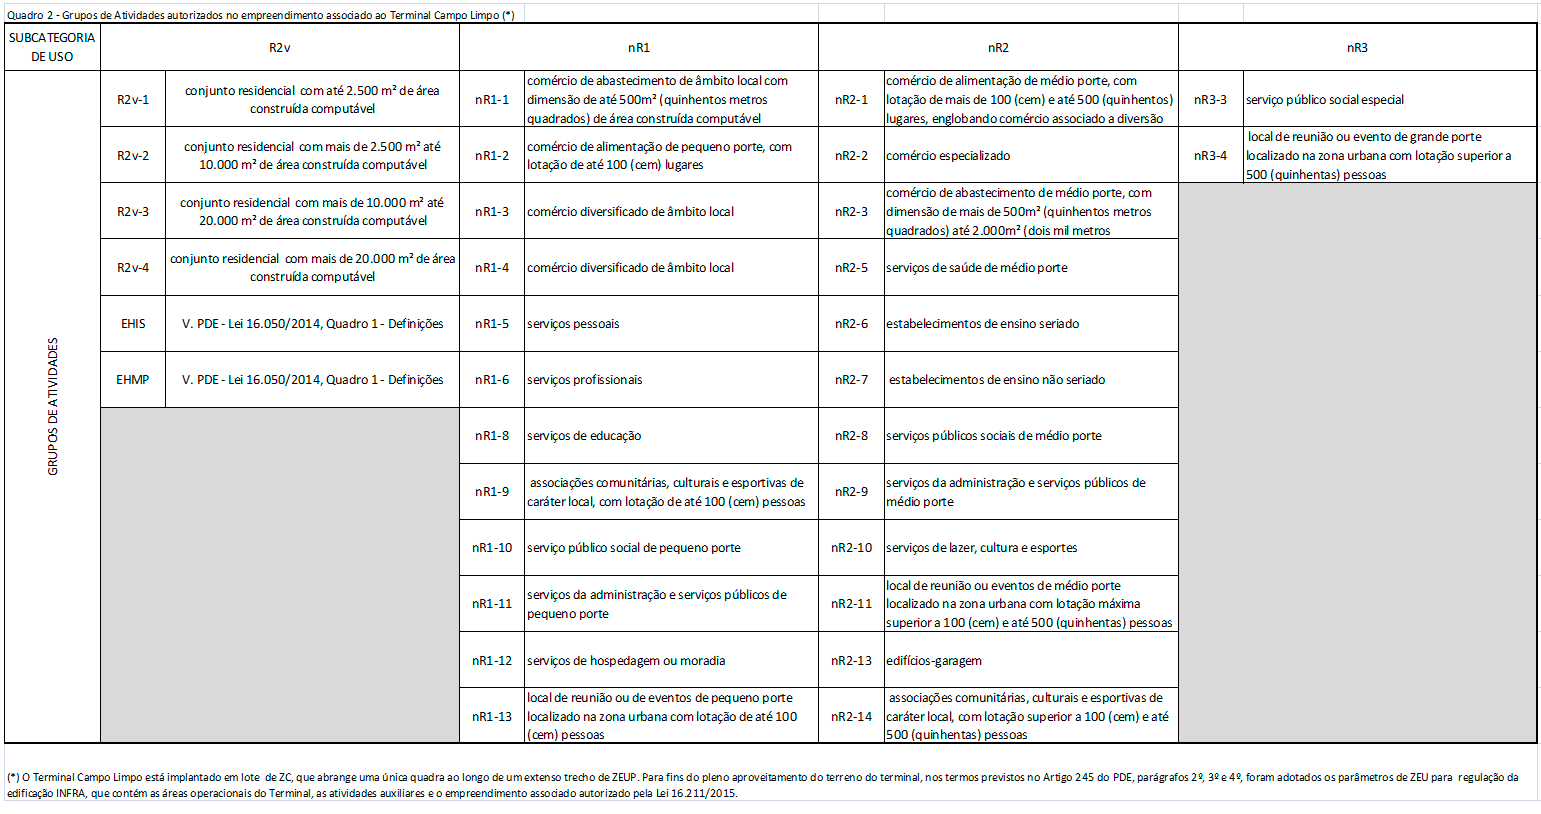 Quadro 2 - Grupos de Atividades autorizados no empreendimento associado ao Terminal Campo Limpo (*)
SUBCATEGORIA
DE USO
R2v
nR1
nR2
nR3
GRUPOS DE ATIVIDADES
R2v-1
conjunto residencial com até 2.500 m² de área
construída computável
nR1-1
comércio de abastecimento de âmbito local com
dimensão de até 500m² (quinhentos metros
quadrados) de área construída computável
nR2-1
comércio de alimentação de médio porte, com
lotação de mais de 100 (cem) e até 500 (quinhentos)
lugares, englobando comércio associado a diversão
nR3-3
serviço público social especial
R2v-2
conjunto residencial com mais de 2.500 m² até
10.000 m² de área construída computável
nR1-2
comércio de alimentação de pequeno porte, com
lotação de até 100 (cem) lugares
nR2-2
comércio especializado
nR3-4
local de reunião ou evento de grande porte
localizado na zona urbana com lotação superior a
500 (quinhentas) pessoas
R2v-3
conjunto residencial com mais de 10.000 m² até
20.000 m² de área construída computável
nR1-3
comércio diversificado de âmbito local
nR2-3
comércio de abastecimento de médio porte, com
dimensão de mais de 500m² (quinhentos metros
quadrados) até 2.000m² (dois mil metros
R2v-4
conjunto residencial com mais de 20.000 m² de área
construída computável
nR1-4
comércio diversificado de âmbito local
nR2-5
serviços de saúde de médio porte
EHIS
V. PDE - Lei 16.050/2014, Quadro 1 - Definições
nR1-5
serviços pessoais
nR2-6
estabelecimentos de ensino seriado
EHMP
V. PDE - Lei 16.050/2014, Quadro 1 - Definições
nR1-6
serviços profissionais
nR2-7
estabelecimentos de ensino não seriado
nR1-8
serviços de educação
nR2-8
serviços públicos sociais de médio porte
nR1-9
associações comunitárias, culturais e esportivas de
caráter local, com lotação de até 100 (cem) pessoas
nR2-9
serviços da administração e serviços públicos de
médio porte
nR1-10
serviço público social de pequeno porte
nR2-10
serviços de lazer, cultura e esportes
nR1-11
serviços da administração e serviços públicos de
pequeno porte
nR2-11
local de reunião ou eventos de médio porte
localizado na zona urbana com lotação máxima
superior a 100 (cem) e até 500 (quinhentas) pessoas
nR1-12
serviços de hospedagem ou moradia
nR2-13
edifícios-garagem
nR1-13
local de reunião ou de eventos de pequeno porte
localizado na zona urbana com lotação de até 100
(cem) pessoas
nR2-14
associações comunitárias, culturais e esportivas de
caráter local, com lotação superior a 100 (cem) e até
500 (quinhentas) pessoas
(*) O Terminal Campo Limpo está implantado em lote de ZC, que abrange uma única quadra ao longo de um extenso trecho de ZEUP. Para fins do pleno aproveitamento do terreno do terminal, nos termos previstos no Artigo 245 do PDE, parágrafos 2º, 3º e 4º, foram adotados os parâmetros de ZEU para regulação da
edificação INFRA, que contém as áreas operacionais do Terminal, as atividades auxiliares e o empreendimento associado autorizado pela Lei 16.211/2015.